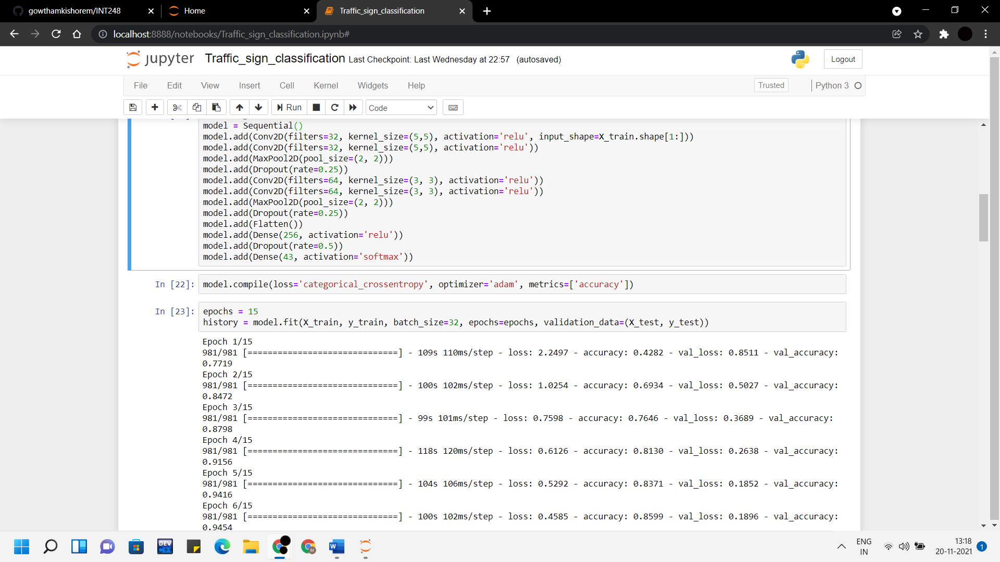 gowthamkishorem/INT248
Home
Traffic_sign_classification
localhost:8888/notebooks/Traffic_sign_classification.ipynb#
jupyter Traffic_sign_classification Last Checkpoint: Last Wednesday at 22:57 (autosaved)
Logout
File Edit View Insert Cell Kernel Widgets Help
Trusted
Python 3
Run
Code
model = Sequential()
model.add(Conv2D(filters=32, kernel_size=(5,5), activation='relu', input_shape=X_train.shape[1:]))
model.add(Conv2D(filters=32, kernel_size=(5,5), activation='relu'))
model.add(MaxPool2D(pool_size=(2, 2)))
model.add(Dropout(rate=0.25))
model.add(Conv2D(filters=64, kernel_size=(3, 3), activation='relu'))
model.add(Conv2D(filters=64, kernel_size=(3, 3), activation='relu'))
model.add(MaxPool2D(pool_size=(2, 2)))
model.add(Dropout(rate=0.25))
model.add(Flatten())
model.add(Dense(256, activation='relu'))
model.add(Dropout(rate=0.5))
model.add(Dense(43, activation='softmax'))
In [22]: model.compile(loss='categorical_crossentropy', optimizer='adam', metrics=['accuracy'])
In [23]: epochs = 15
history = model.fit(X_train, y_train, batch_size=32, epochs=epochs, validation_data=(X_test, y_test))
Epoch 1/15
981/981 [==============================] - 109s 110ms/step - loss: 2.2497 - accuracy: 0.4282 - val_loss: 0.8511 - val_accuracy:
0.7719
Epoch 2/15
981/981 [==============================] - 100s 102ms/step - loss: 1.0254 - accuracy: 0.6934 - val_loss: 0.5027 - val_accuracy:
0.8472
Epoch 3/15
981/981 [==============================] - 99s 101ms/step - loss: 0.7598 - accuracy: 0.7646 - val_loss: 0.3689 - val_accuracy:
0.8798
Epoch 4/15
981/981 [==============================] - 118s 120ms/step - loss: 0.6126 - accuracy: 0.8130 - val_loss: 0.2638 - val_accuracy:
0.9156
Epoch 5/15
981/981 [==============================] - 104s 106ms/step - loss: 0.5292 - accuracy: 0.8371 - val_loss: 0.1852 - val_accuracy:
0.9416
Epoch 6/15
981/981 [==============================] - 100s 102ms/step - loss: 0.4585 - accuracy: 0.8599 - val_loss: 0.1896 - val_accuracy:
0.9454
DEV
C++
M
W
ENG
IN
13:18
20-11-2021
1